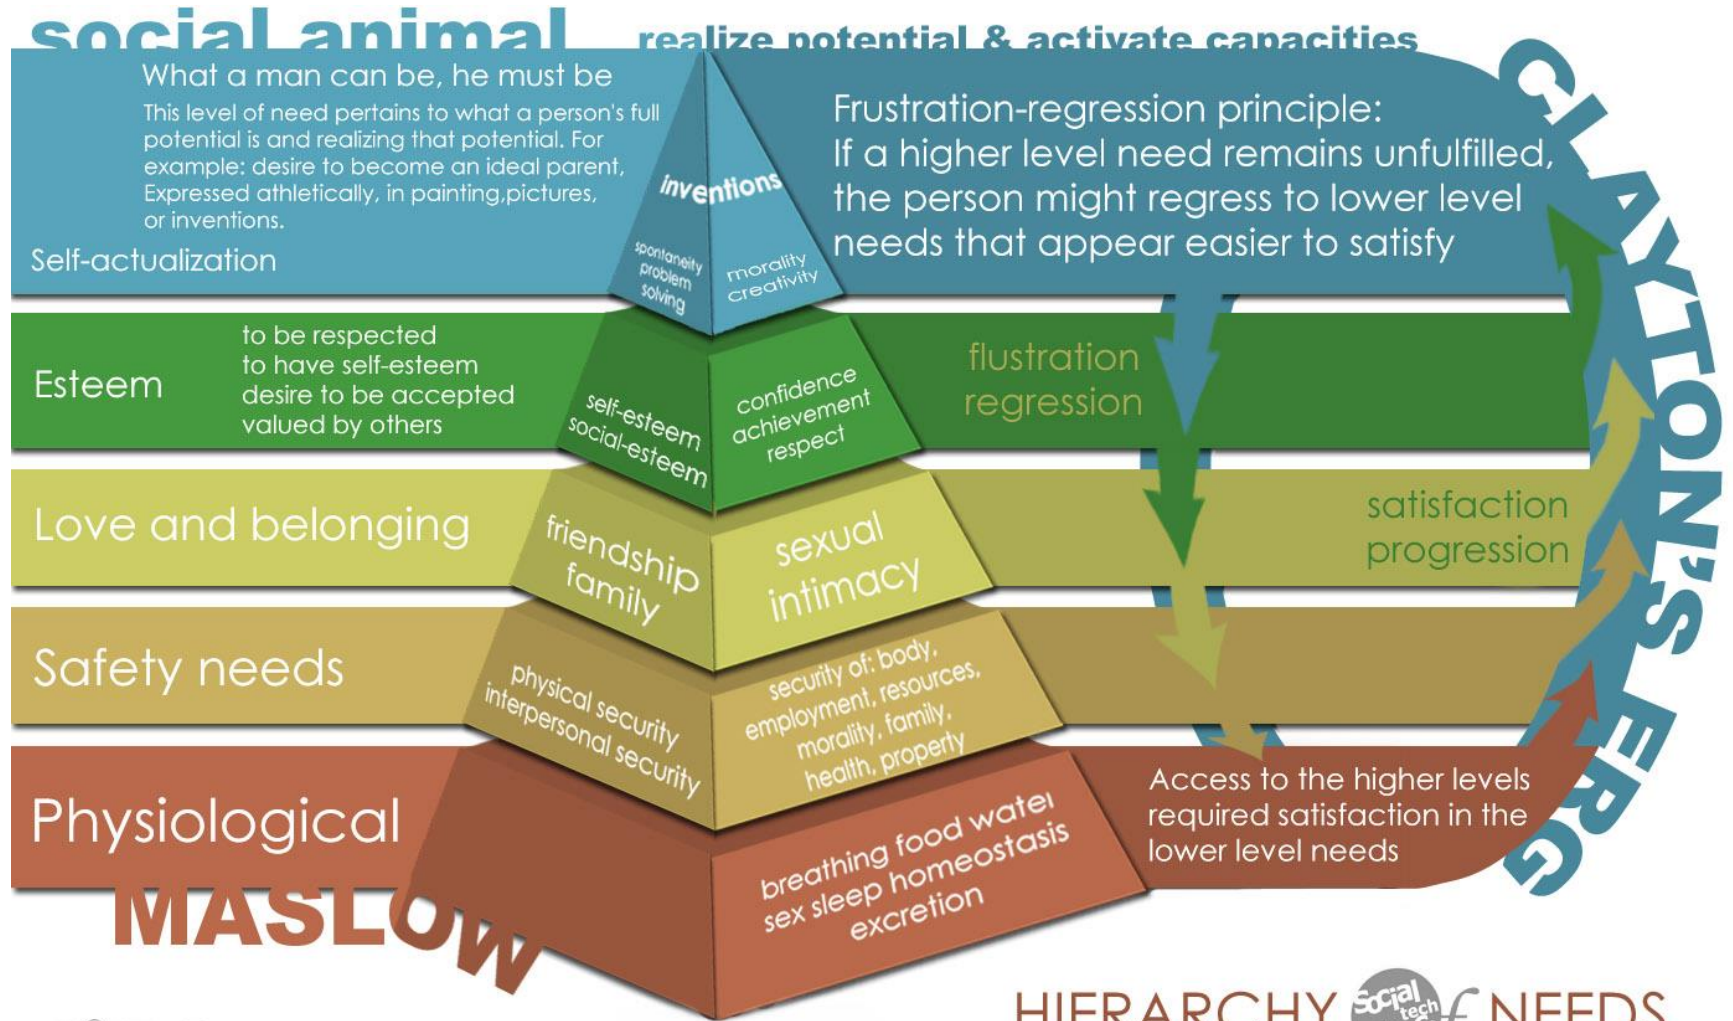 social animal
realize potential & activate capacities
What a man can be, he must be
This level of need pertains to what a person's full
potential is and realizing that potential. For
example: desire to become an ideal parent,
Expressed athletically, in painting,pictures,
or inventions.
Self-actualization
inventions
spontaneity
problem
solving
morality
creativity
Frustration-regression principle:
If a higher level need remains unfulfilled,
the person might regress to lower level
needs that appear easier to satisfy
CLAYTON'S ERG
Esteem
to be respected
to have self-esteem
desire to be accepted
valued by others
self-esteem
social-esteem
confidence
achievement
respect
flustration
regression
Love and belonging
friendship
family
sexual
intimacy
satisfaction
progression
Safety needs
physical security
interpersonal security
security of: body,
employment, resources,
morality, family,
health, property
Physiological
breathing food water
sex sleep homeostasis
excretion
Access to the higher levels
required satisfaction in the
lower level needs
MASLOW
HIERARCHY of NEEDS
Social
tech